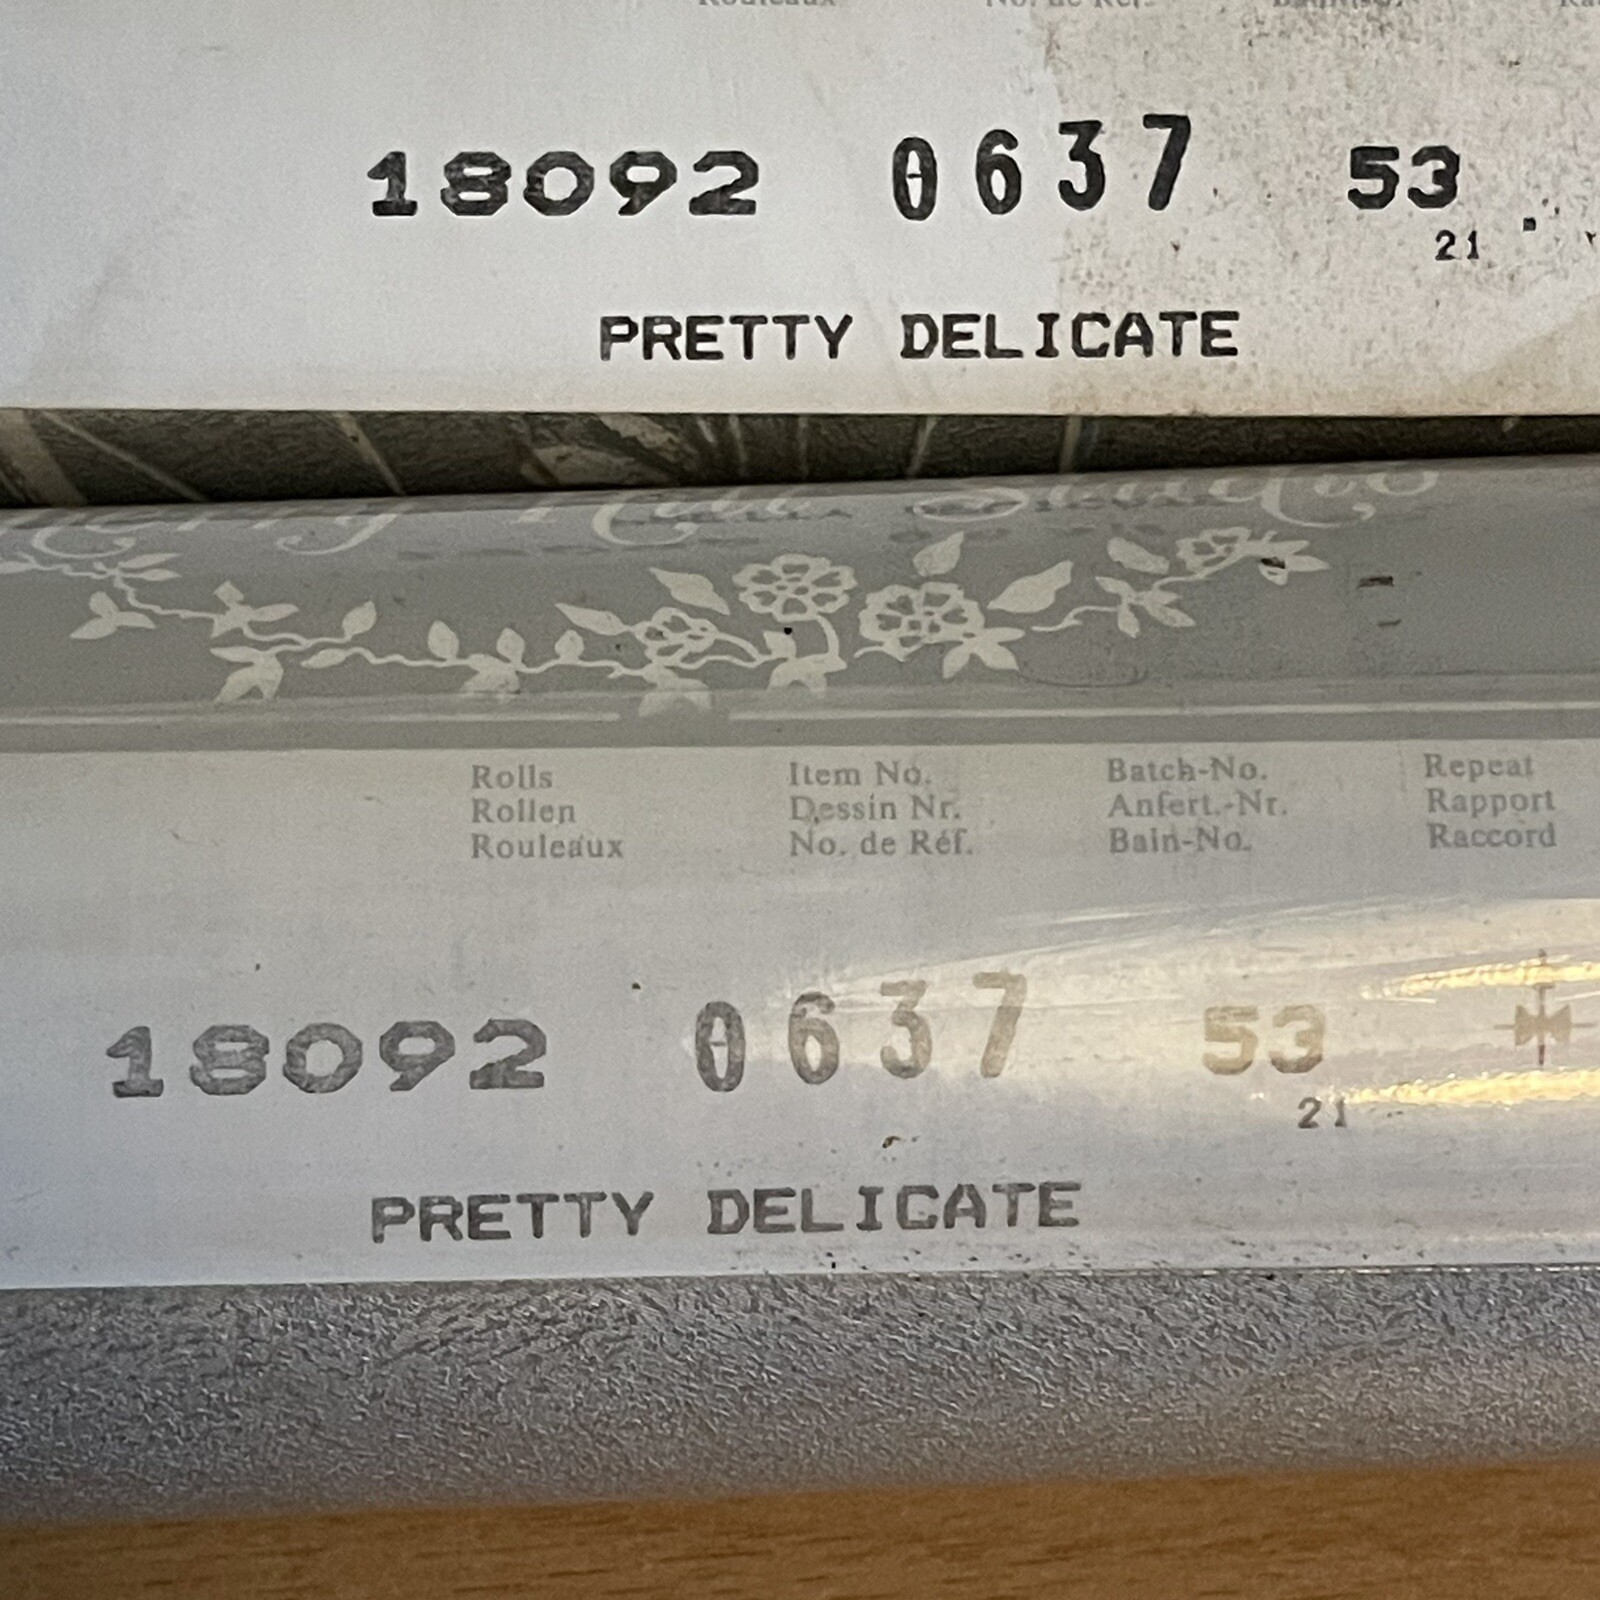 18092 0637 53
21
PRETTY DELICATE
Rolls Item No. Batch-No. Repeat
Rollen Dessin Nr. Anfert.-Nr. Rapport
Rouleaux No. de Réf. Bain-No. Raccord
18092 0637 53
21
PRETTY DELICATE